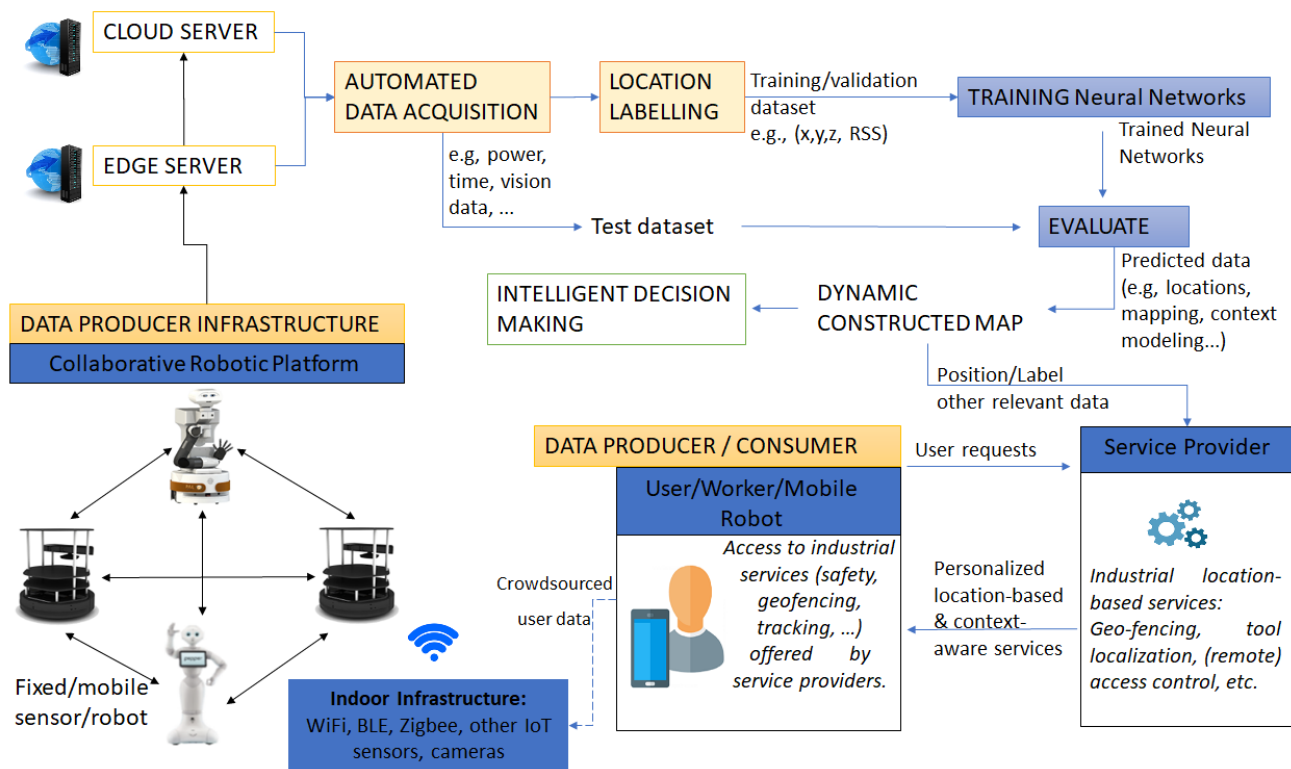 CLOUD SERVER
EDGE SERVER
AUTOMATED
DATA ACQUISITION
e.g, power,
time, vision
data, ...
LOCATION
LABELLING
Training/validation
dataset
e.g., (x,y,z, RSS)
TRAINING Neural Networks
Trained Neural
Networks
Test dataset
EVALUATE
Predicted data
(e.g, locations,
mapping, context
modeling...)
DYNAMIC
CONSTRUCTED MAP
INTELLIGENT DECISION
MAKING
Position/Label
other relevant data
DATA PRODUCER INFRASTRUCTURE
Collaborative Robotic Platform
Fixed/mobile
sensor/robot
Indoor Infrastructure:
WiFi, BLE, Zigbee, other IoT
sensors, cameras
Crowdsourced
user data
DATA PRODUCER / CONSUMER
User/Worker/Mobile
Robot
Access to industrial
services (safety,
geofencing,
tracking, ...)
offered by
service providers.
User requests
Personalized
location-based
& context-
aware services
Service Provider
Industrial location-
based services:
Geo-fencing, tool
localization, (remote)
access control, etc.